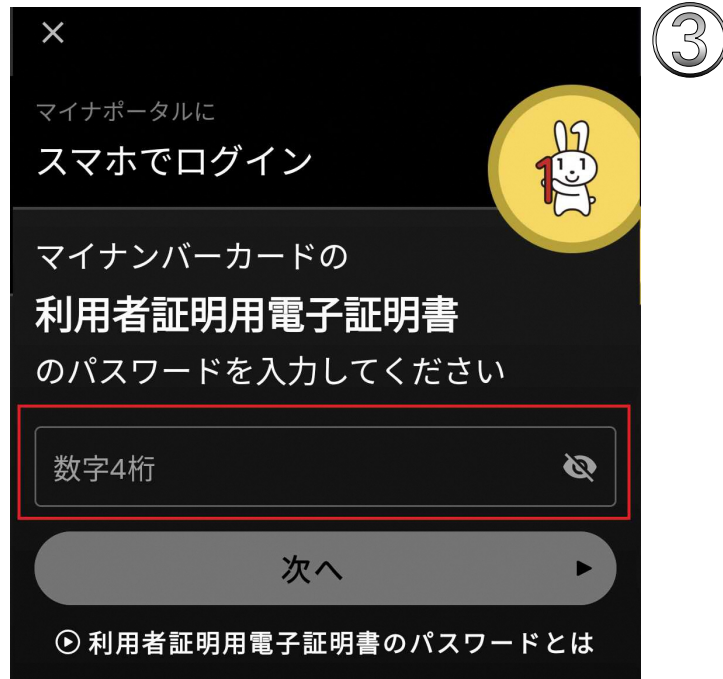 ③
マイナポータルに
スマホでログイン
マイナンバーカードの
利用者証明用電子証明書
のパスワードを入力してください
数字4桁
次へ
利用者証明用電子証明書のパスワードとは